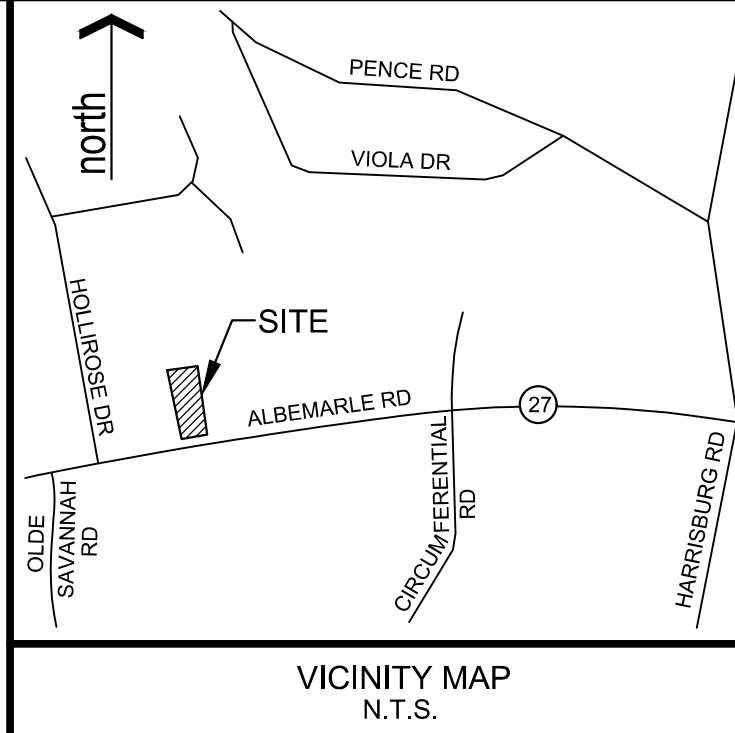 north
PENCE RD
VIOLA DR
HOLLIROSE DR
SITE
ALBEMARLE RD
27
OLDE
SAVANNAH
RD
CIRCUMFERENTIAL
RD
HARRISBURG RD
VICINITY MAP
N.T.S.